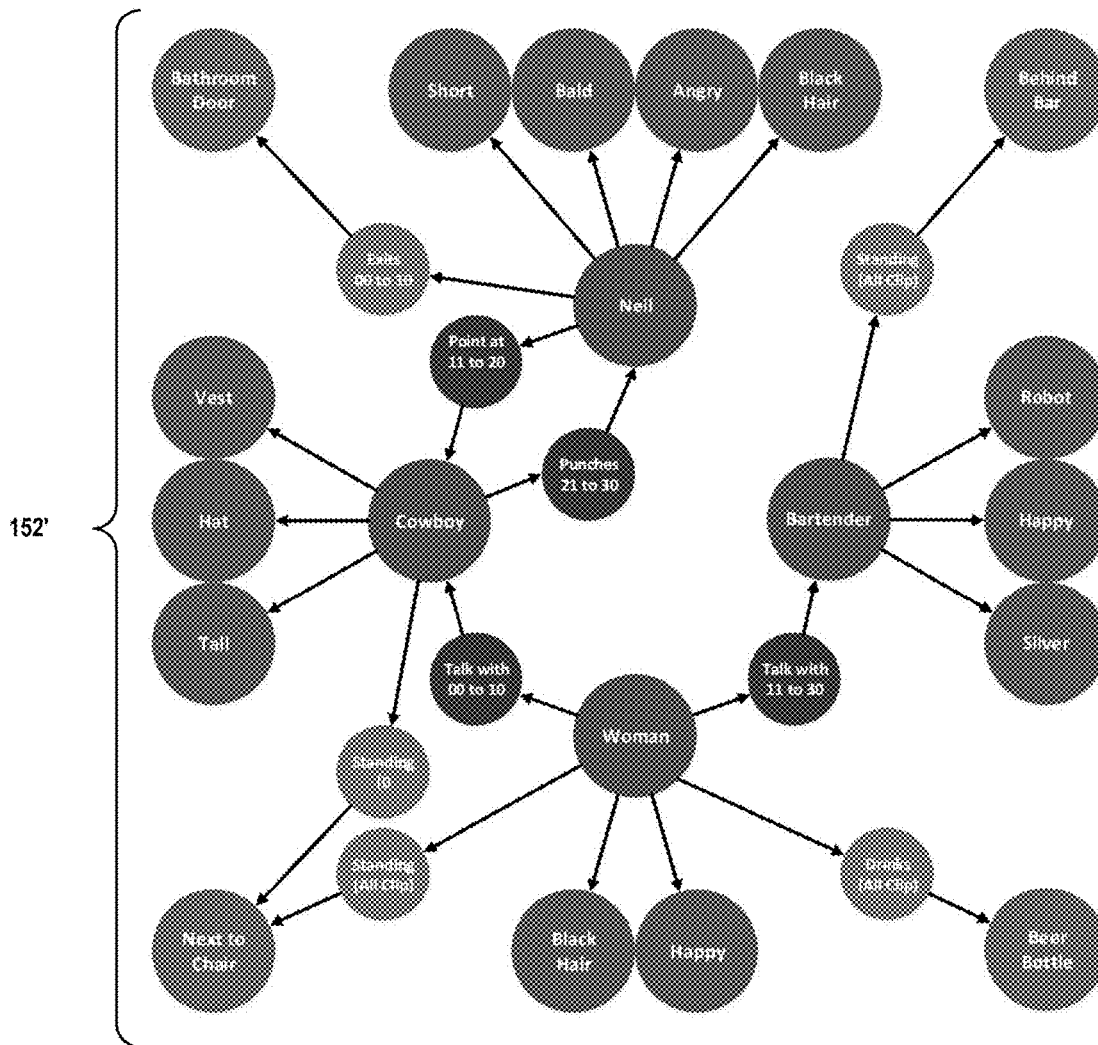 Bathroom
Door
Short
Bald
Angry
Black
Hair
Behind
Bar
Exits
00 to 10
Neil
Standing
(All Clip)
Point at
11 to 20
Vest
Robot
Punches
21 to 30
152'
Hat
Cowboy
Bartender
Happy
Tall
Silver
Talk with
00 to 10
Talk with
11 to 30
Woman
Standing
10
Standing
(All Clip)
Drinks
(All Clip)
Next to
Chair
Black
Hair
Happy
Beer
Bottle